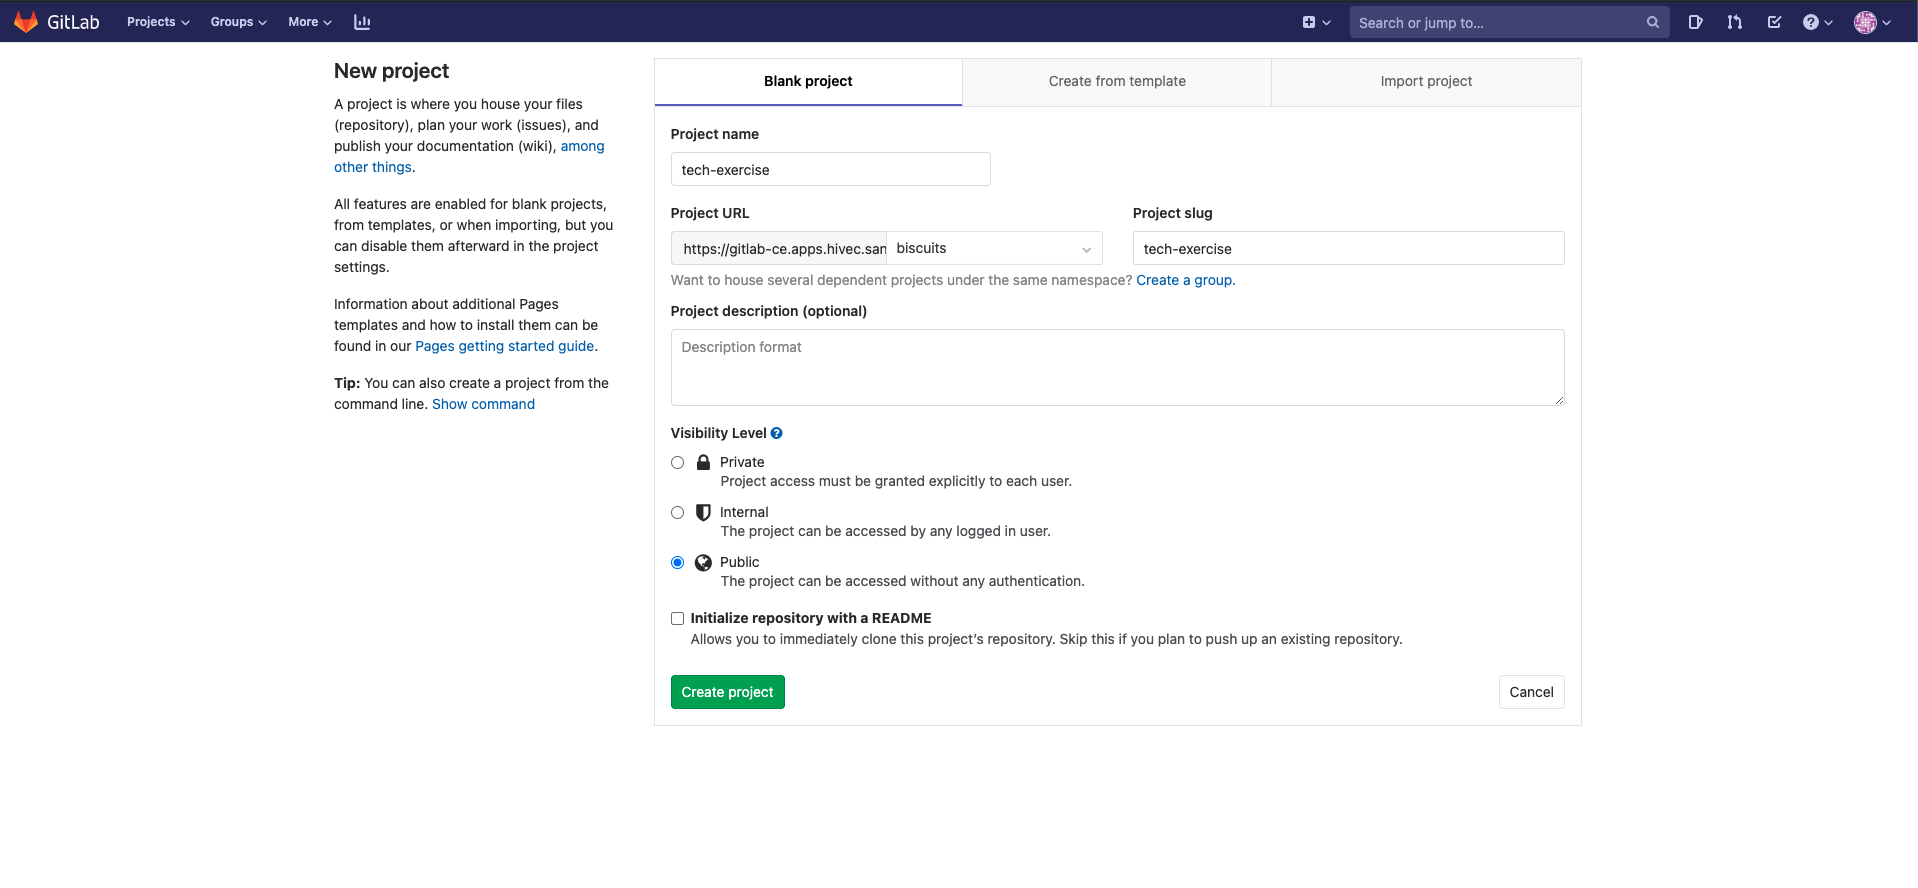 GitLab
Projects
Groups
More
Search or jump to...
New project
A project is where you house your files
(repository), plan your work (issues), and
publish your documentation (wiki), among
other things.
All features are enabled for blank projects,
from templates, or when importing, but you
can disable them afterward in the project
settings.
Information about additional Pages
templates and how to install them can be
found in our Pages getting started guide.
Tip: You can also create a project from the
command line. Show command
Blank project
Create from template
Import project
Project name
tech-exercise
Project URL
https://gitlab-ce.apps.hivec.san
biscuits
Project slug
tech-exercise
Want to house several dependent projects under the same namespace? Create a group.
Project description (optional)
Description format
Visibility Level
Private
Project access must be granted explicitly to each user.
Internal
The project can be accessed by any logged in user.
Public
The project can be accessed without any authentication.
Initialize repository with a README
Allows you to immediately clone this project's repository. Skip this if you plan to push up an existing repository.
Create project
Cancel